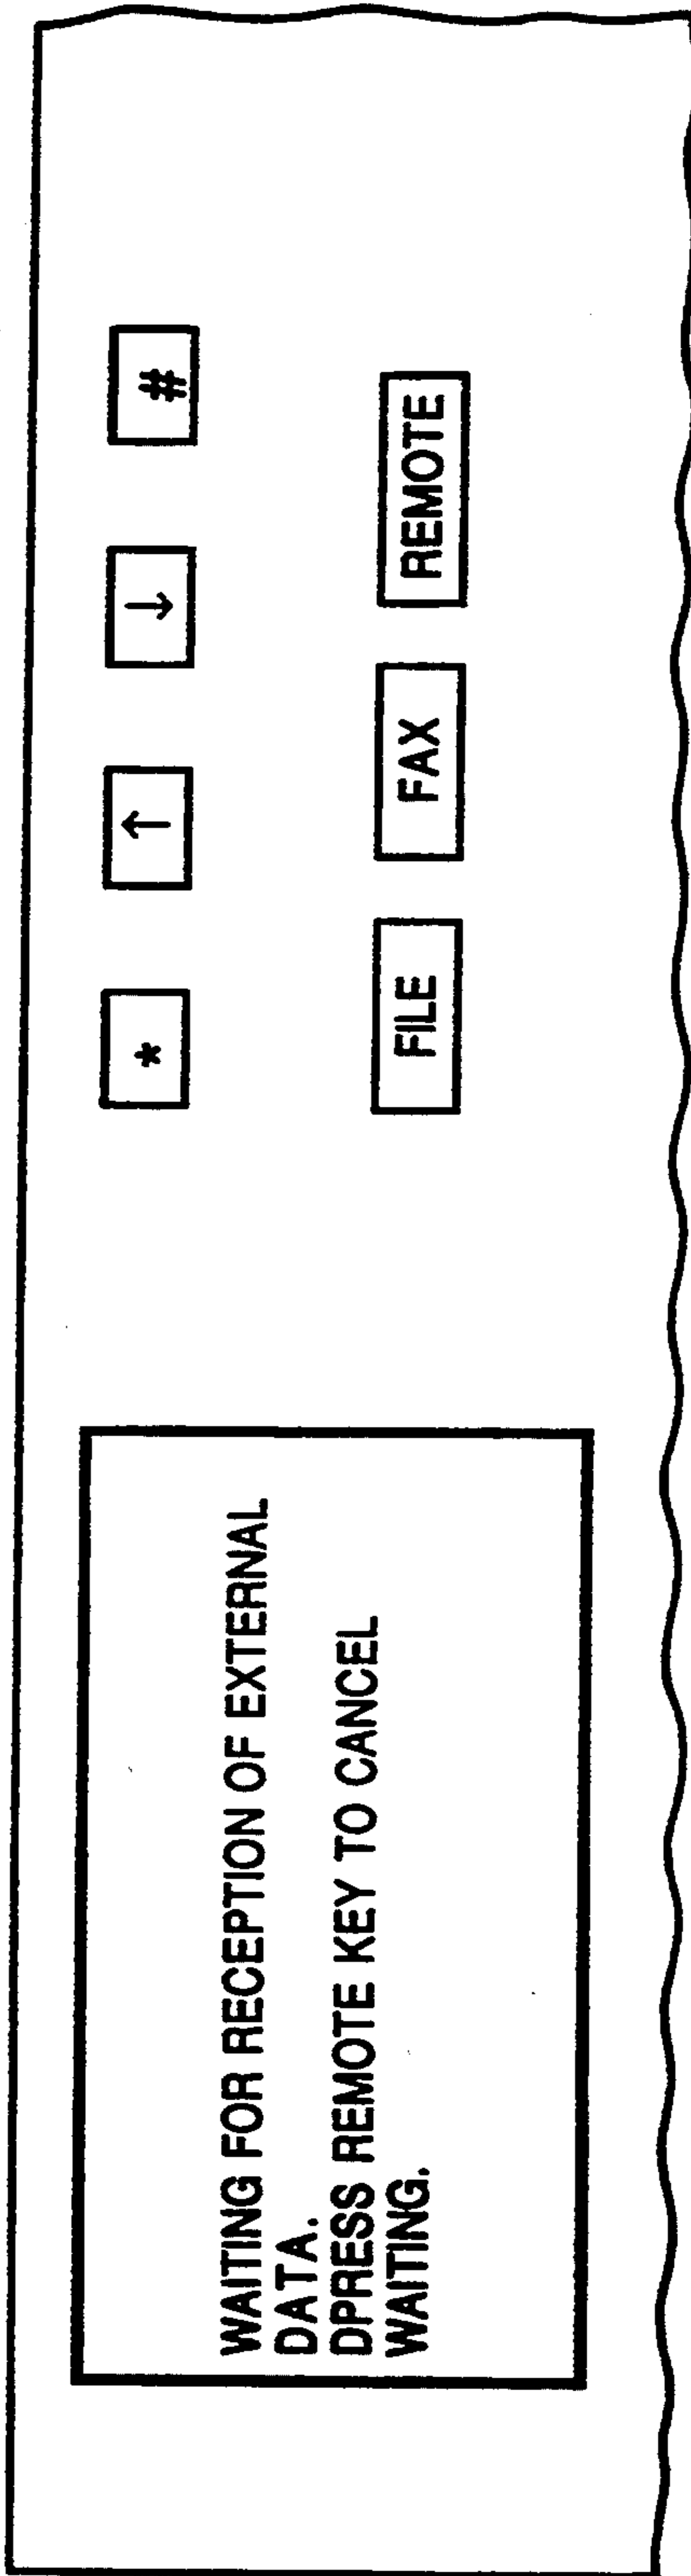 WAITING FOR RECEPTION OF EXTERNAL
DATA.
DPRESS REMOTE KEY TO CANCEL
WAITING.
* ↑ ↓ #
FILE FAX REMOTE